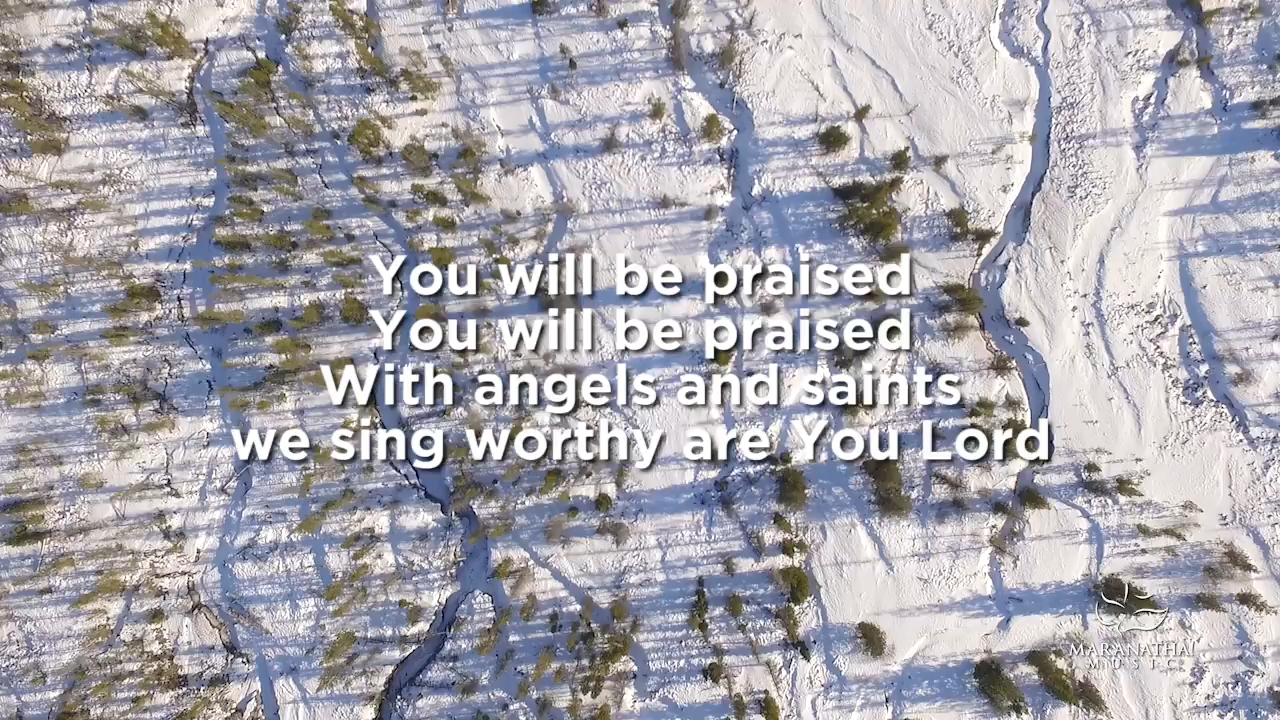 You will be praised
You will be praised
With angels and saints
we sing worthy are You Lord
MARANATHA!
MUSIC